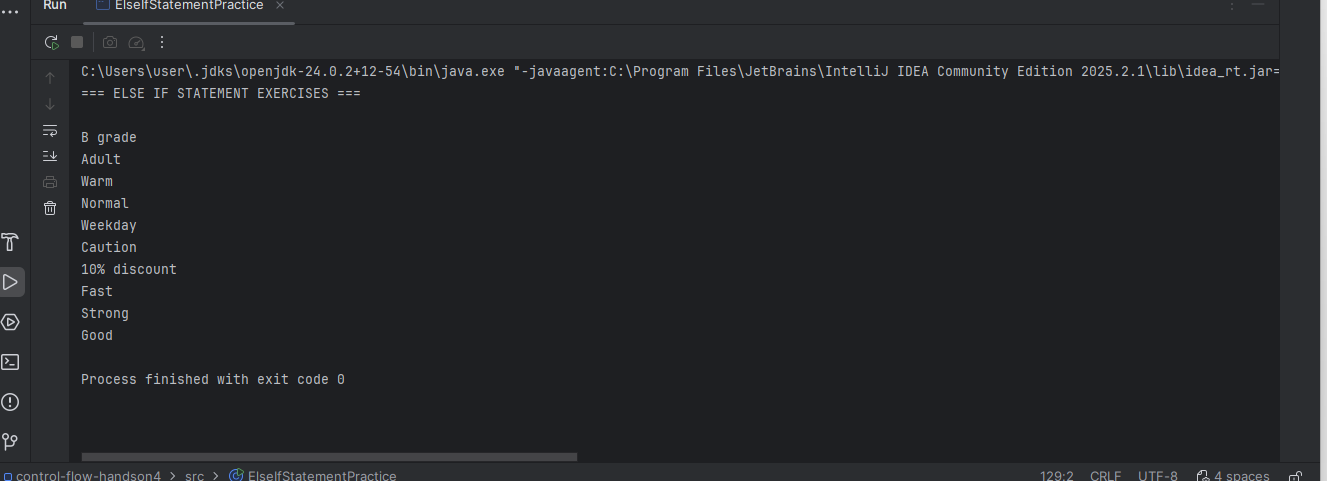 Run ElseIfStatementPractice
C:\Users\user\.jdks\openjdk-24.0.2+12-54\bin\java.exe "-javaagent:C:\Program Files\JetBrains\IntelliJ IDEA Community Edition 2025.2.1\lib\idea_rt.jar=
=== ELSE IF STATEMENT EXERCISES ===
B grade
Adult
Warm
Normal
Weekday
Caution
10% discount
Fast
Strong
Good
Process finished with exit code 0
control-flow-handson4 > src > ElseIfStatementPractice 129:2 CRLF UTF-8 4 spaces